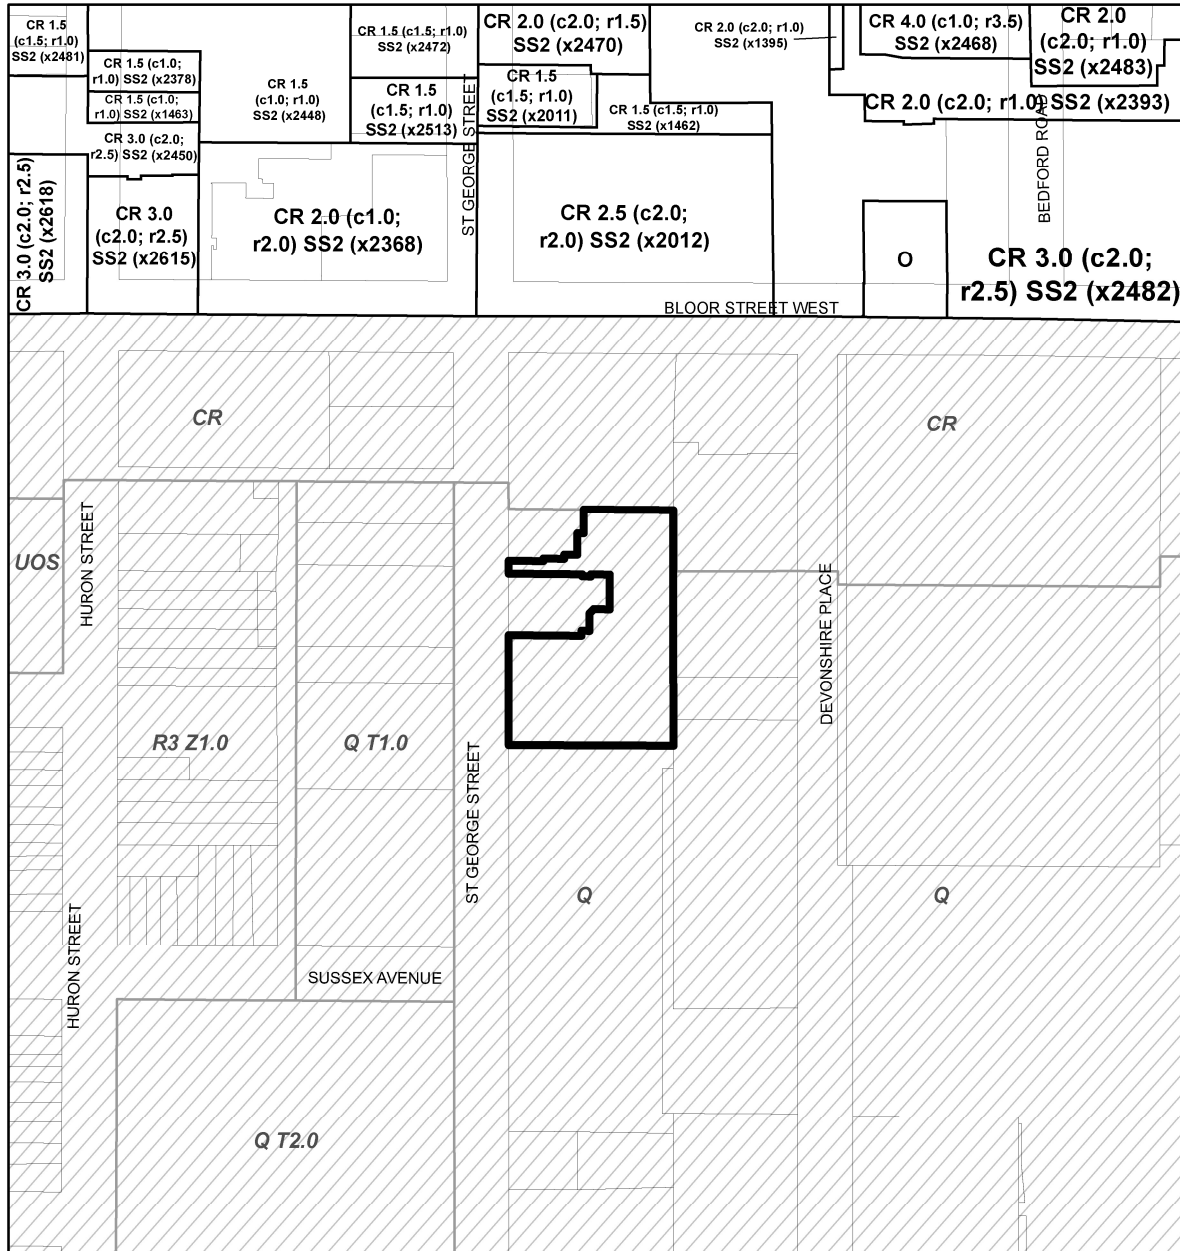 CR 1.5
(c1.5; r1.0)
SS2 (x2481)
CR 1.5 (c1.0;
r1.0) SS2 (x2378)
CR 1.5 (c1.0;
r1.0) SS2 (x1463)
CR 3.0 (c2.0;
r2.5) SS2 (x2450)
CR 1.5
(c1.0; r1.0)
SS2 (x2448)
CR 1.5 (c1.5; r1.0)
SS2 (x2472)
CR 1.5
(c1.5; r1.0)
SS2 (x2513)
CR 2.0 (c2.0; r1.5)
SS2 (x2470)
CR 1.5
(c1.5; r1.0)
SS2 (x2011)
CR 1.5 (c1.5; r1.0)
SS2 (x1462)
CR 2.0 (c2.0; r1.0)
SS2 (x1395)
CR 4.0 (c1.0; r3.5)
SS2 (x2468)
CR 2.0
(c2.0; r1.0)
SS2 (x2483)
CR 2.0 (c2.0; r1.0) SS2 (x2393)
CR 3.0 (c2.0; r2.5)
SS2 (x2618)
CR 3.0
(c2.0; r2.5)
SS2 (x2615)
CR 2.0 (c1.0;
r2.0) SS2 (x2368)
ST GEORGE STREET
CR 2.5 (c2.0;
r2.0) SS2 (x2012)
BEDFORD ROAD
O
CR 3.0 (c2.0;
r2.5) SS2 (x2482)
BLOOR STREET WEST
CR
CR
UOS
HURON STREET
DEVONSHIRE PLACE
R3 Z1.0
Q T1.0
ST GEORGE STREET
Q
Q
HURON STREET
SUSSEX AVENUE
Q T2.0